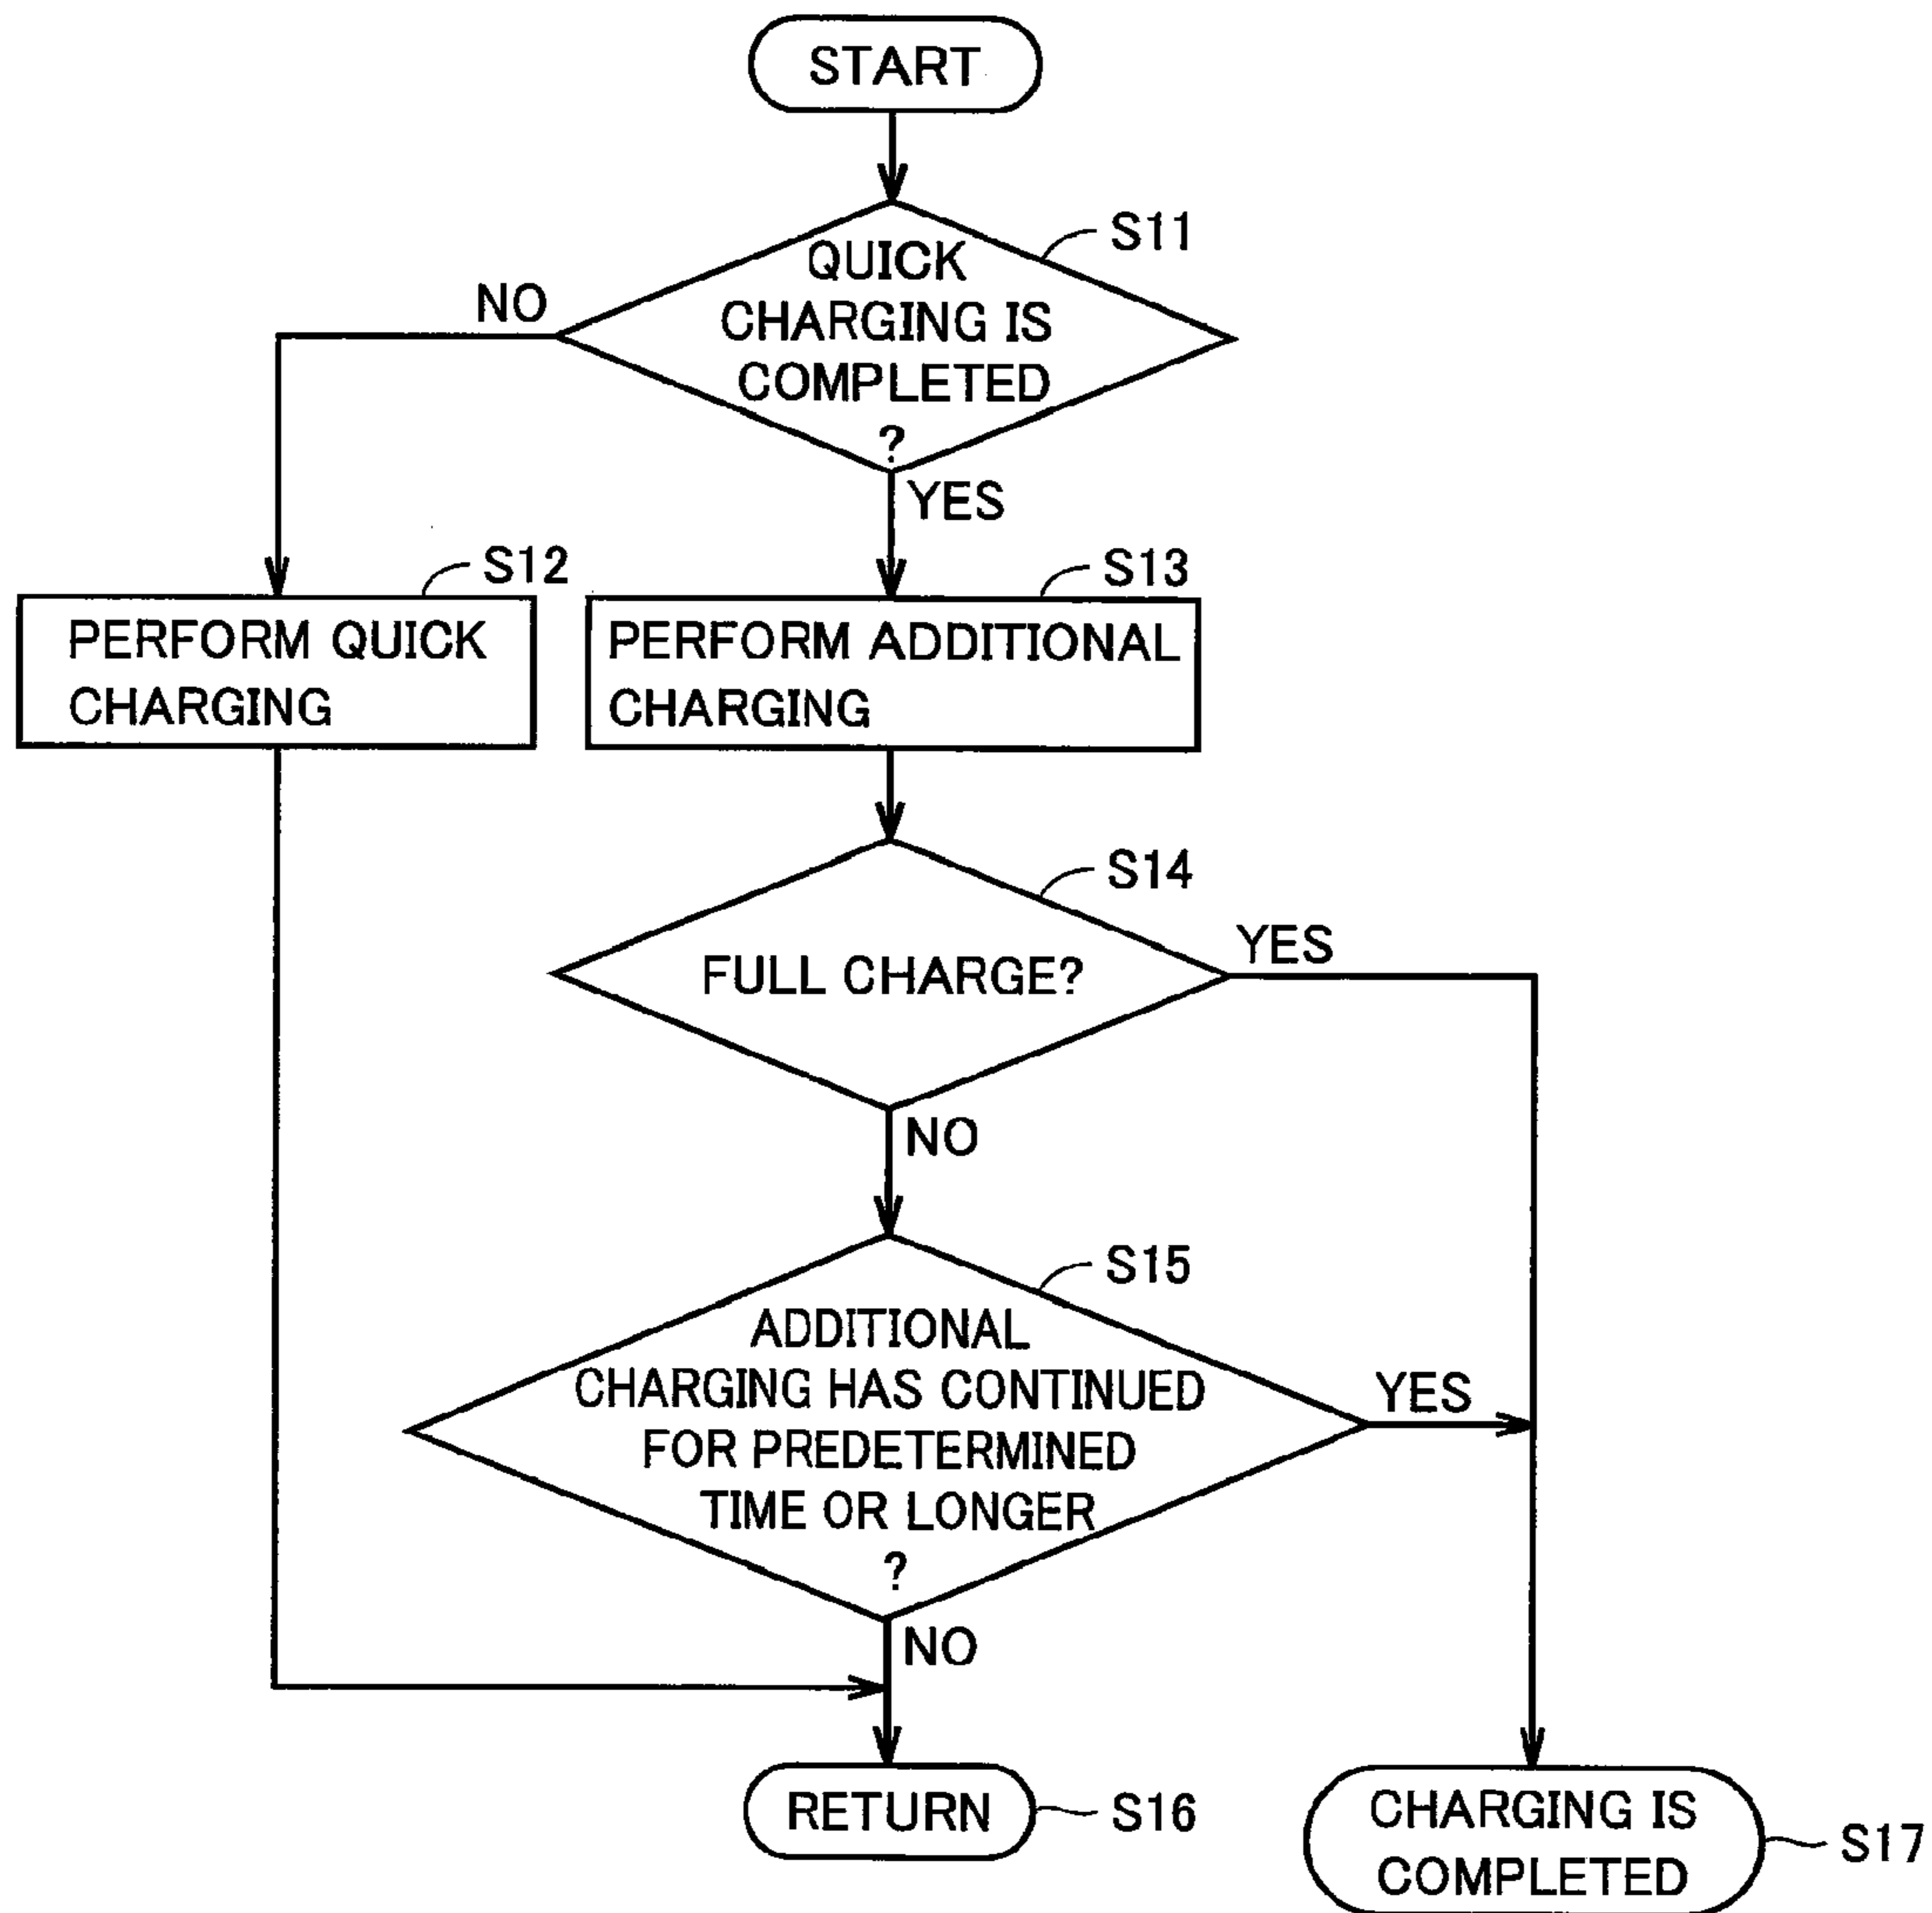 START
S11
QUICK
CHARGING IS
COMPLETED
?
NO
YES
S12
PERFORM QUICK
CHARGING
S13
PERFORM ADDITIONAL
CHARGING
S14
FULL CHARGE?
YES
NO
S15
ADDITIONAL
CHARGING HAS CONTINUED
FOR PREDETERMINED
TIME OR LONGER
?
YES
NO
RETURN
S16
CHARGING IS
COMPLETED
S17